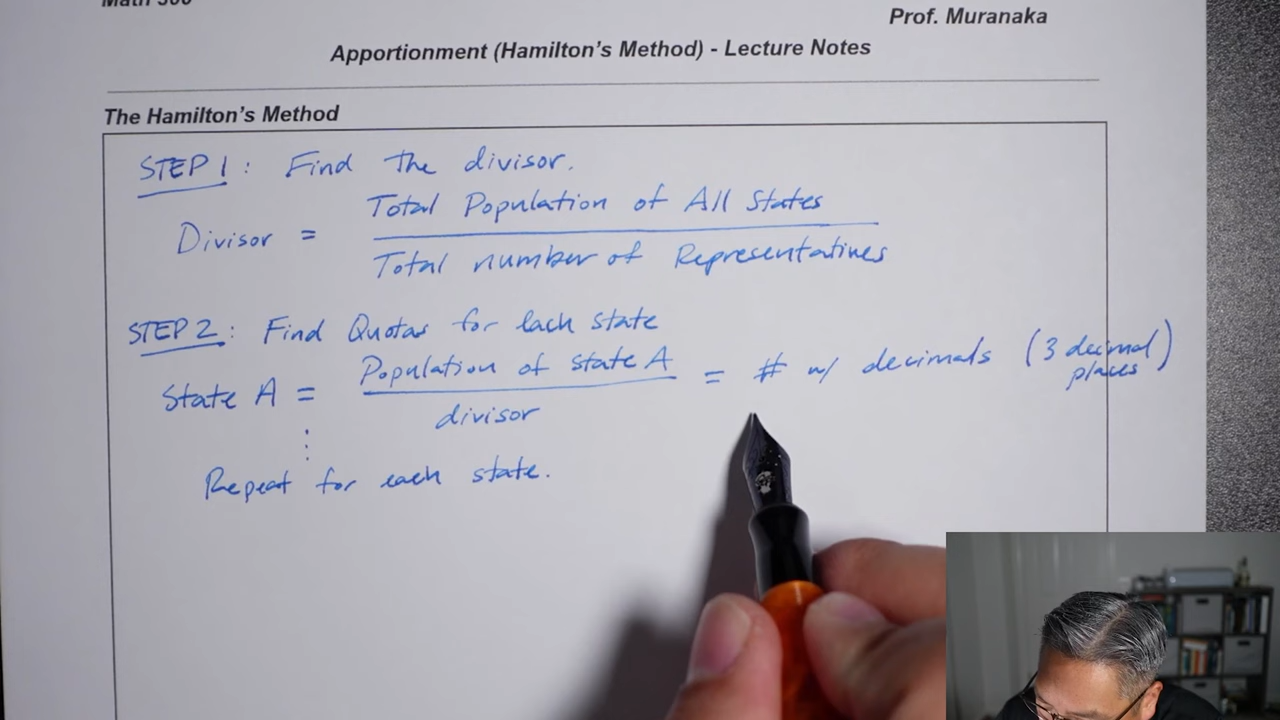 Math 300
Prof. Muranaka
Apportionment (Hamilton's Method) - Lecture Notes
The Hamilton's Method
STEP 1: Find the divisor.
Divisor = Total Population of All States
Total number of Representatives
STEP 2: Find Quotas for each state
State A = Population of state A = # w/ decimals (3 decimal places)
divisor
⋮
Repeat for each state.